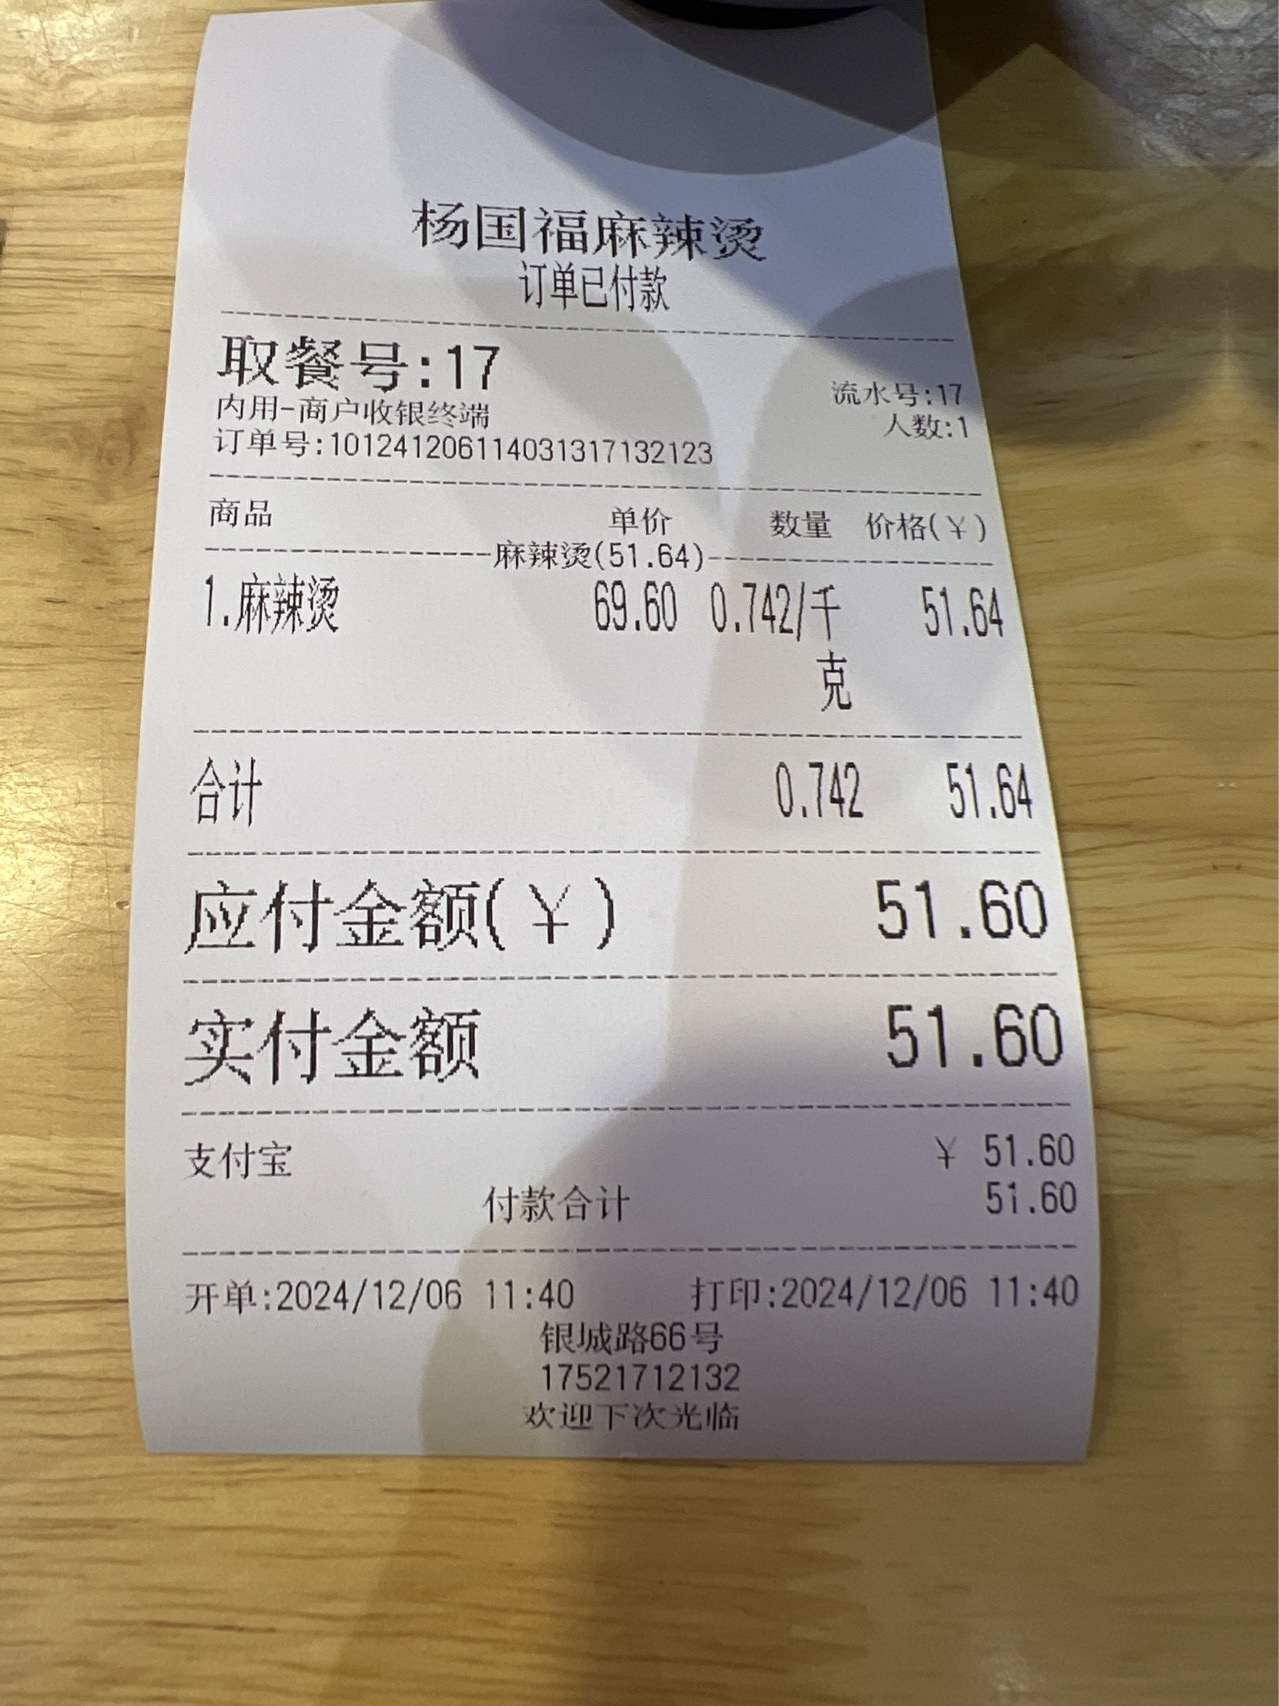 杨国福麻辣烫
订单已付款
取餐号:17
流水号:17
内用-商户收银终端
人数:1
订单号:101241206114031317132123
商品 单价 数量 价格(¥)
麻辣烫(51.64)
1.麻辣烫 69.60 0.742/千克 51.64
合计 0.742 51.64
应付金额(¥) 51.60
实付金额 51.60
支付宝 ¥ 51.60
付款合计 51.60
开单:2024/12/06 11:40 打印:2024/12/06 11:40
银城路66号
17521712132
欢迎下次光临